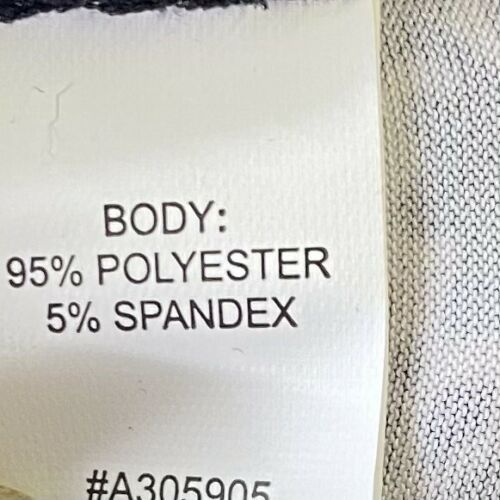 BODY:
95% POLYESTER
5% SPANDEX
#A305905